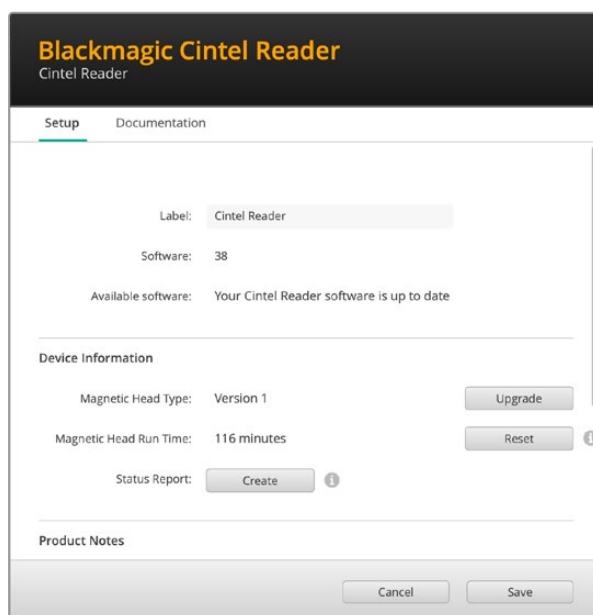 Blackmagic Cintel Reader
Cintel Reader
Setup Documentation
Label: Cintel Reader
Software: 38
Available software: Your Cintel Reader software is up to date
Device Information
Magnetic Head Type: Version 1 Upgrade
Magnetic Head Run Time: 116 minutes Reset
Status Report: Create
Product Notes
Cancel Save